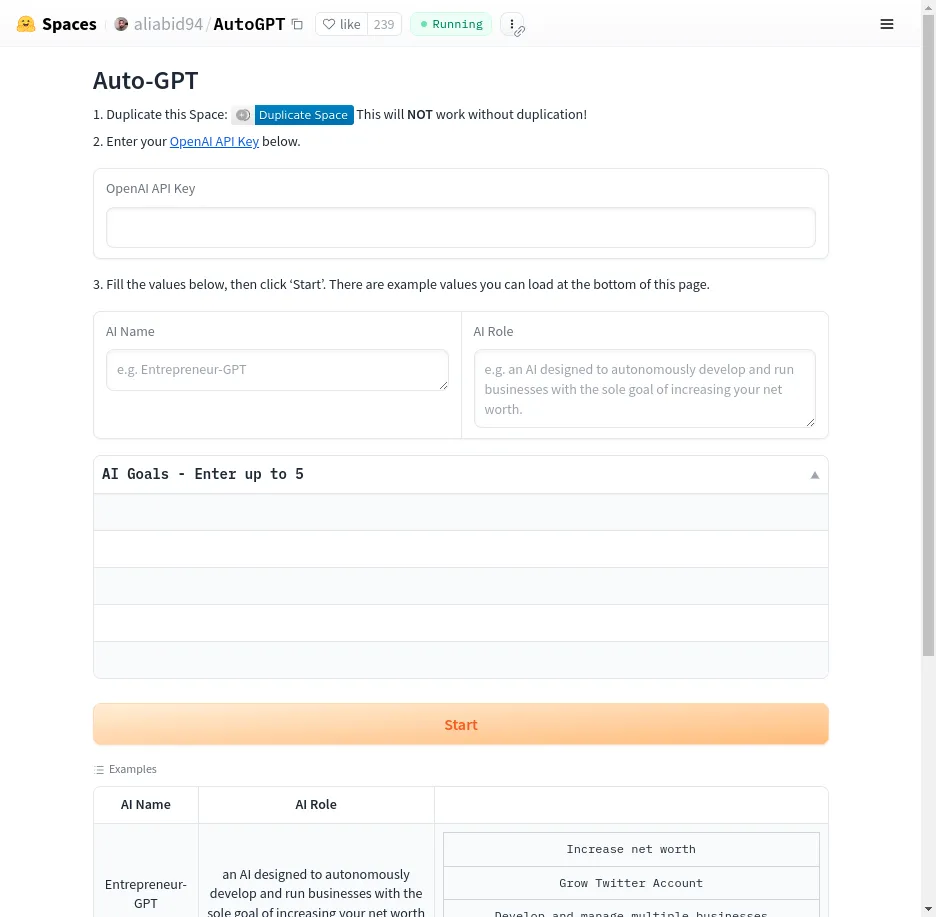 Spaces aliabid94/AutoGPT like 239 Running
Auto-GPT
1. Duplicate this Space: Duplicate Space This will NOT work without duplication!
2. Enter your OpenAI API Key below.
OpenAI API Key
3. Fill the values below, then click ‘Start’. There are example values you can load at the bottom of this page.
AI Name
e.g. Entrepreneur-GPT
AI Role
e.g. an AI designed to autonomously develop and run
businesses with the sole goal of increasing your net
worth.
AI Goals - Enter up to 5
Start
Examples
AI Name
AI Role
Entrepreneur-
GPT
an AI designed to autonomously
develop and run businesses with the
sole goal of increasing your net worth
Increase net worth
Grow Twitter Account
Develop and manage multiple businesses